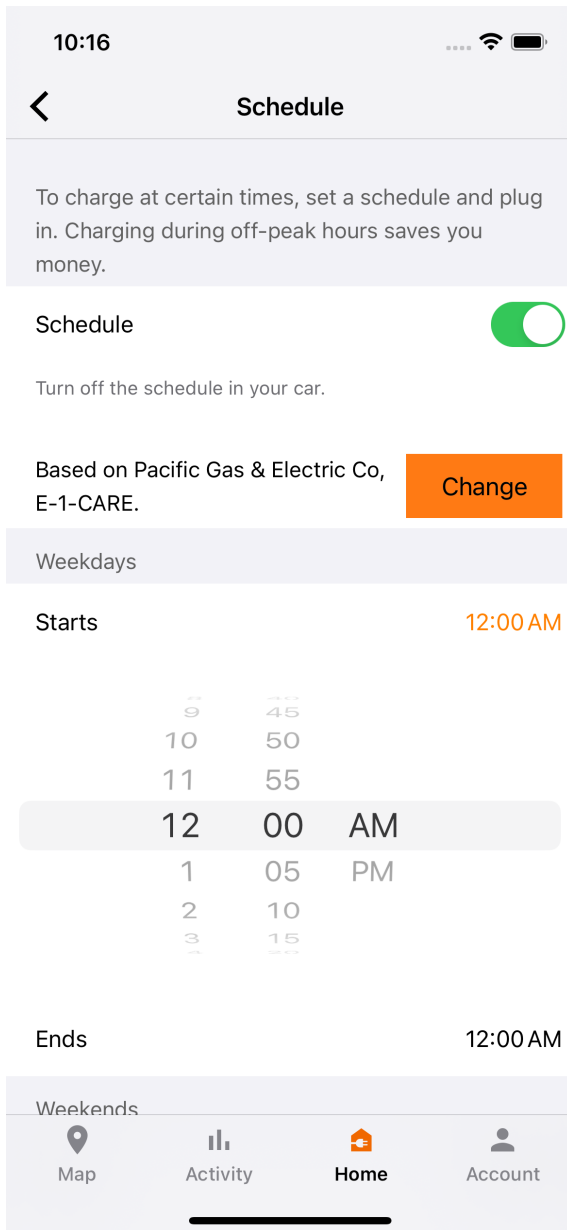 10:16
Schedule
To charge at certain times, set a schedule and plug
in. Charging during off-peak hours saves you
money.
Schedule
Turn off the schedule in your car.
Based on Pacific Gas & Electric Co,
E-1-CARE.
Change
Weekdays
Starts 12:00 AM
9 45
10 50
11 55
12 00 AM
1 05 PM
2 10
3 15
Ends 12:00 AM
Weekends
Map Activity Home Account